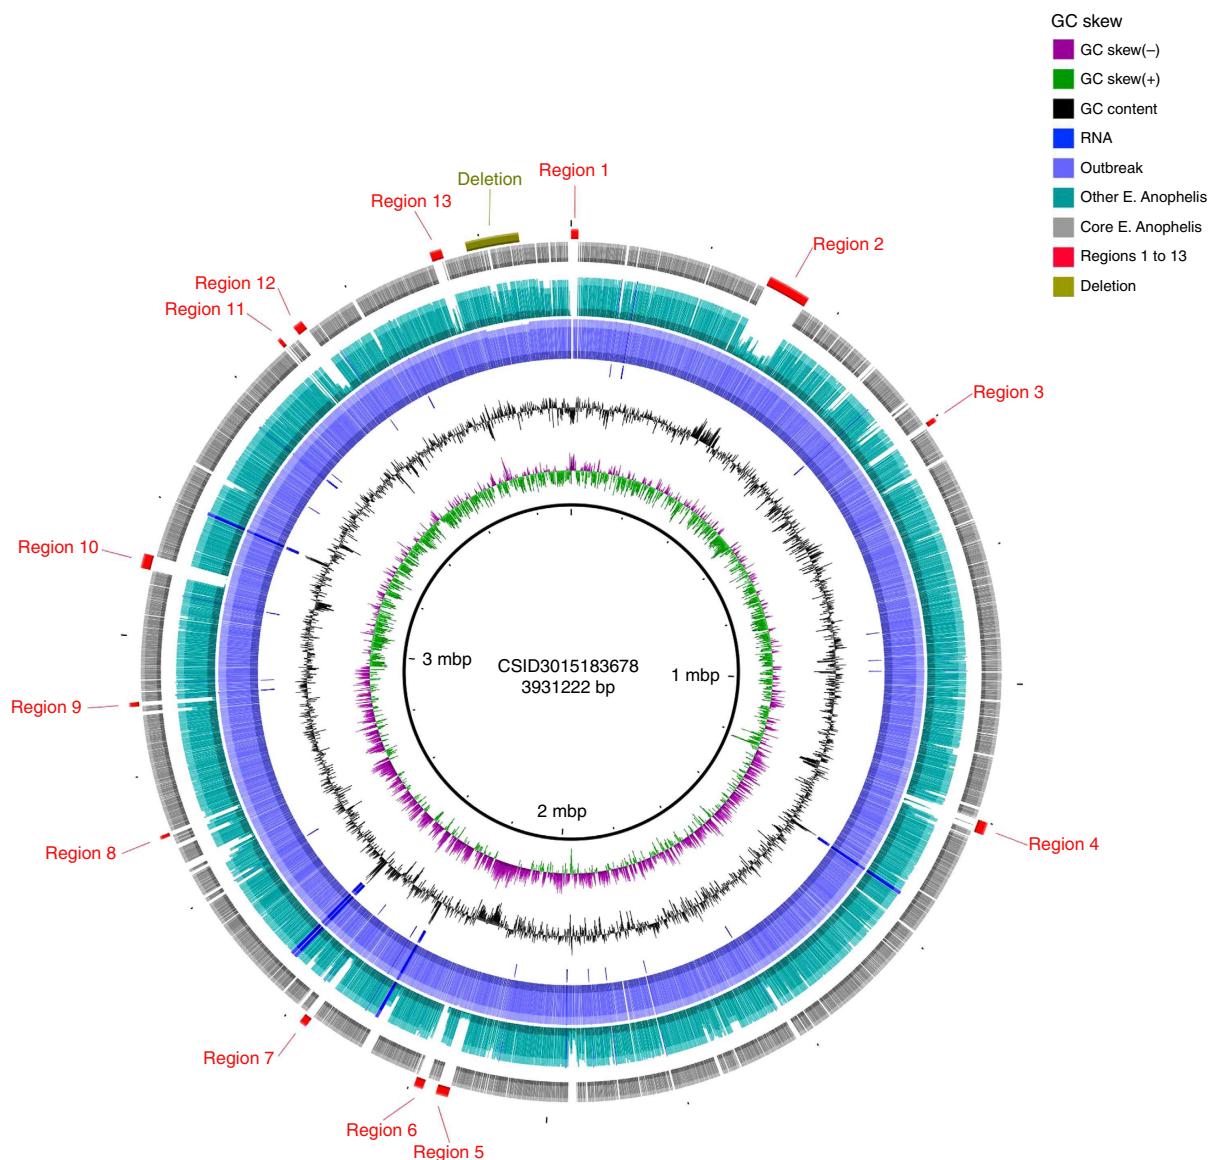 GC skew
GC skew(–)
GC skew(+)
GC content
RNA
Outbreak
Other E. Anophelis
Core E. Anophelis
Regions 1 to 13
Deletion
Region 1
Deletion
Region 13
Region 2
Region 12
Region 11
Region 3
Region 10
3 mbp
CSID3015183678
3931222 bp
1 mbp
Region 9
2 mbp
Region 8
Region 4
Region 7
Region 6
Region 5